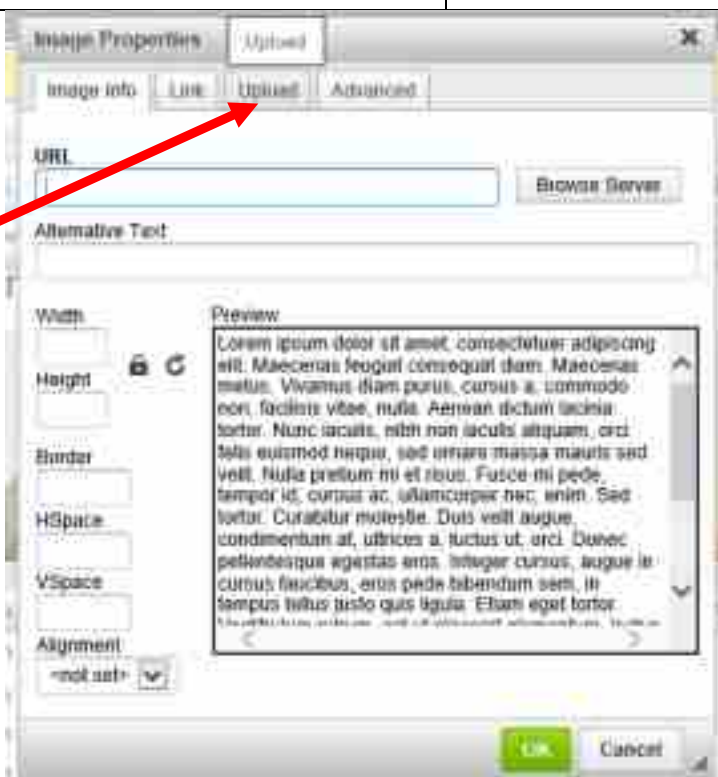 Image Properties
Upload
Image Info Link Upload Advanced
URL
Browse Server
Alternative Text
Width
Preview
Height
Border
HSpace
VSpace
Alignment
<not set>
Lorem ipsum dolor sit amet, consectetuer adipiscing
elit. Maecenas feugiat consequat diam. Maecenas
metus. Vivamus diam purus, cursus a, commodo
non, facilisis vitae, nulla. Aenean dictum lacinia
tortor. Nunc iaculis, nibh non iaculis aliquam, orci
felis euismod neque, sed ornare massa mauris sed
velit. Nulla pretium mi et risus. Fusce mi pede,
tempor id, cursus ac, ullamcorper nec, enim. Sed
tortor. Curabitur molestie. Duis velit augue,
condimentum at, ultrices a, luctus ut, orci. Donec
pellentesque egestas eros. Integer cursus, augue in
cursus faucibus, eros pede bibendum sem, in
tempus tellus justo quis ligula. Etiam eget tortor.
OK Cancel